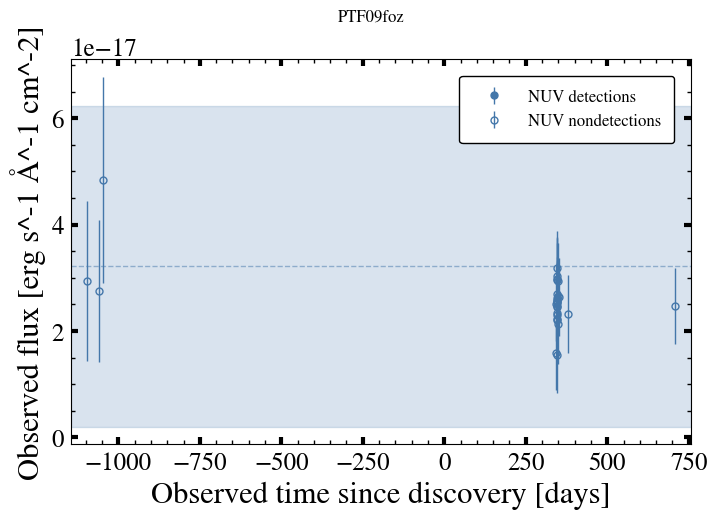 PTF09foz
1e−17
NUV detections
NUV nondetections
6
4
2
0
Observed flux [erg s^-1 Å^-1 cm^-2]
−1000 −750 −500 −250 0 250 500 750
Observed time since discovery [days]